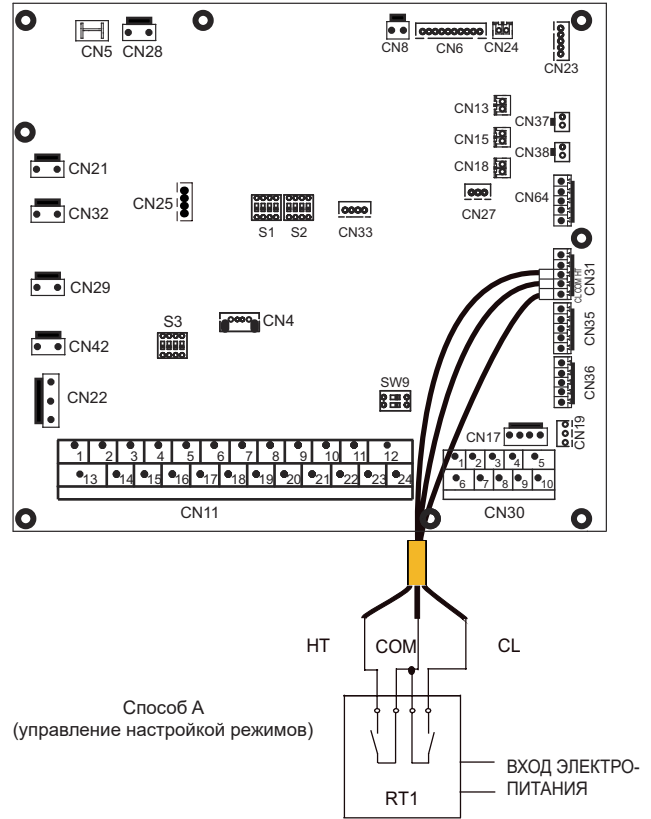 CN5
CN28
CN8
CN6
CN24
CN23
CN13
CN15
CN18
CN37
CN38
CN21
CN32
CN25
S1 S2
CN33
CN27
CN64
CN29
CN42
S3
CN4
CN31
CL COM HT
CN35
CN36
CN22
SW9
CN17
CN19
1 2 3 4 5 6 7 8 9 10 11 12
13 14 15 16 17 18 19 20 21 22 23 24
CN11
1 2 3 4 5
6 7 8 9 10
CN30
HT COM CL
Способ A
(управление настройкой режимов)
RT1
ВХОД ЭЛЕКТРО-
ПИТАНИЯ